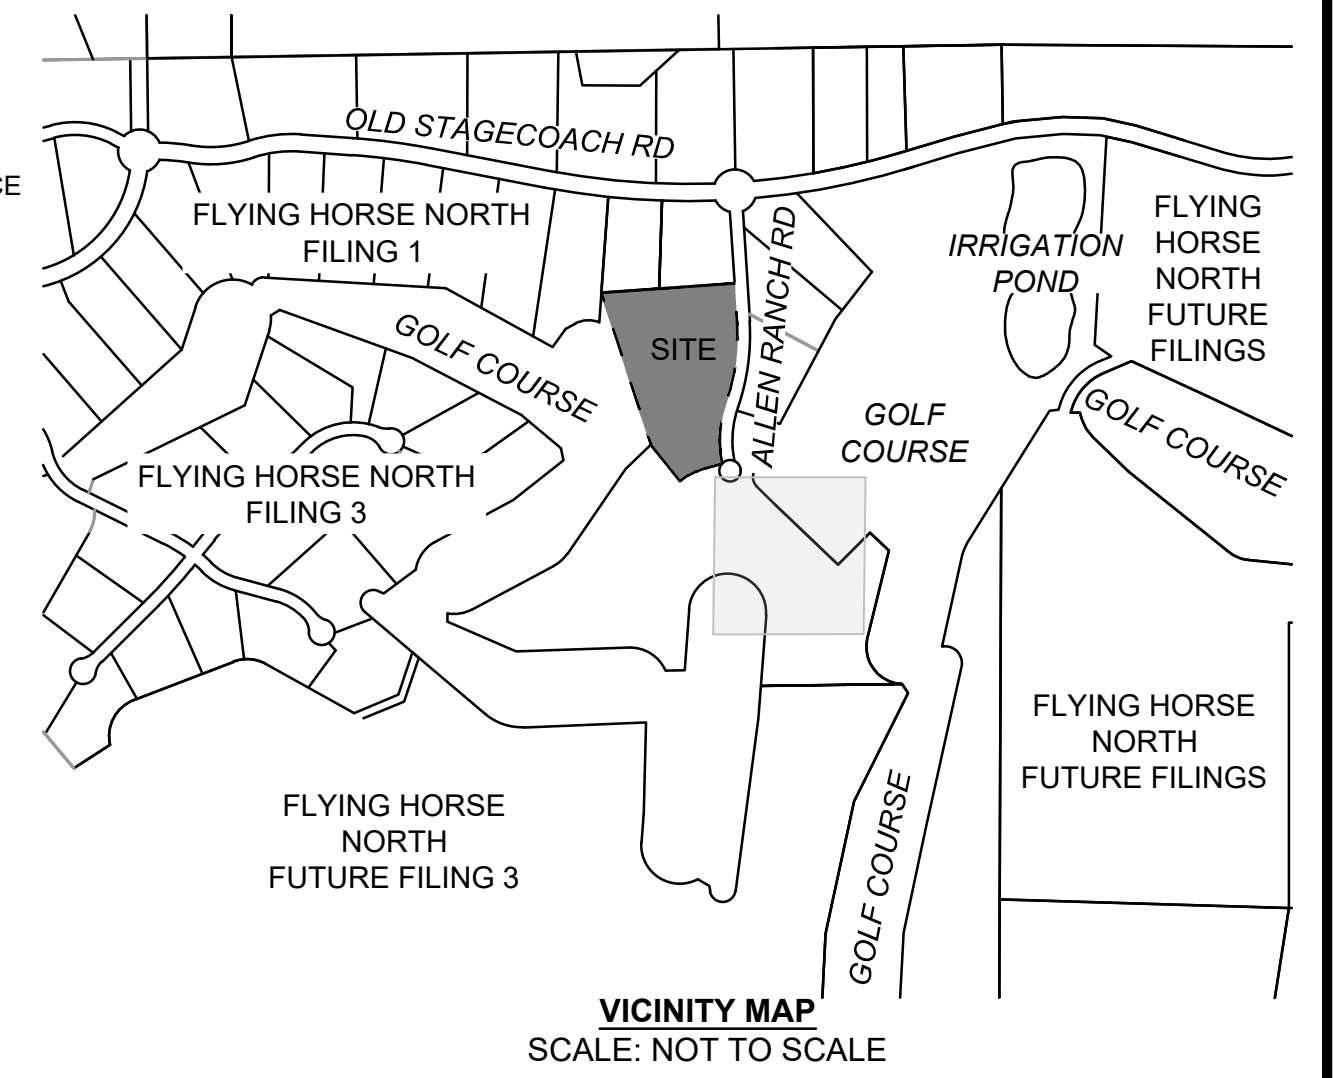 OLD STAGECOACH RD
CE
FLYING HORSE NORTH
FILING 1
ALLEN RANCH RD
IRRIGATION
POND
FLYING
HORSE
NORTH
FUTURE
FILINGS
GOLF COURSE
SITE
GOLF
COURSE
GOLF COURSE
FLYING HORSE NORTH
FILING 3
FLYING HORSE
NORTH
FUTURE FILINGS
FLYING HORSE
NORTH
FUTURE FILING 3
GOLF COURSE
VICINITY MAP
SCALE: NOT TO SCALE